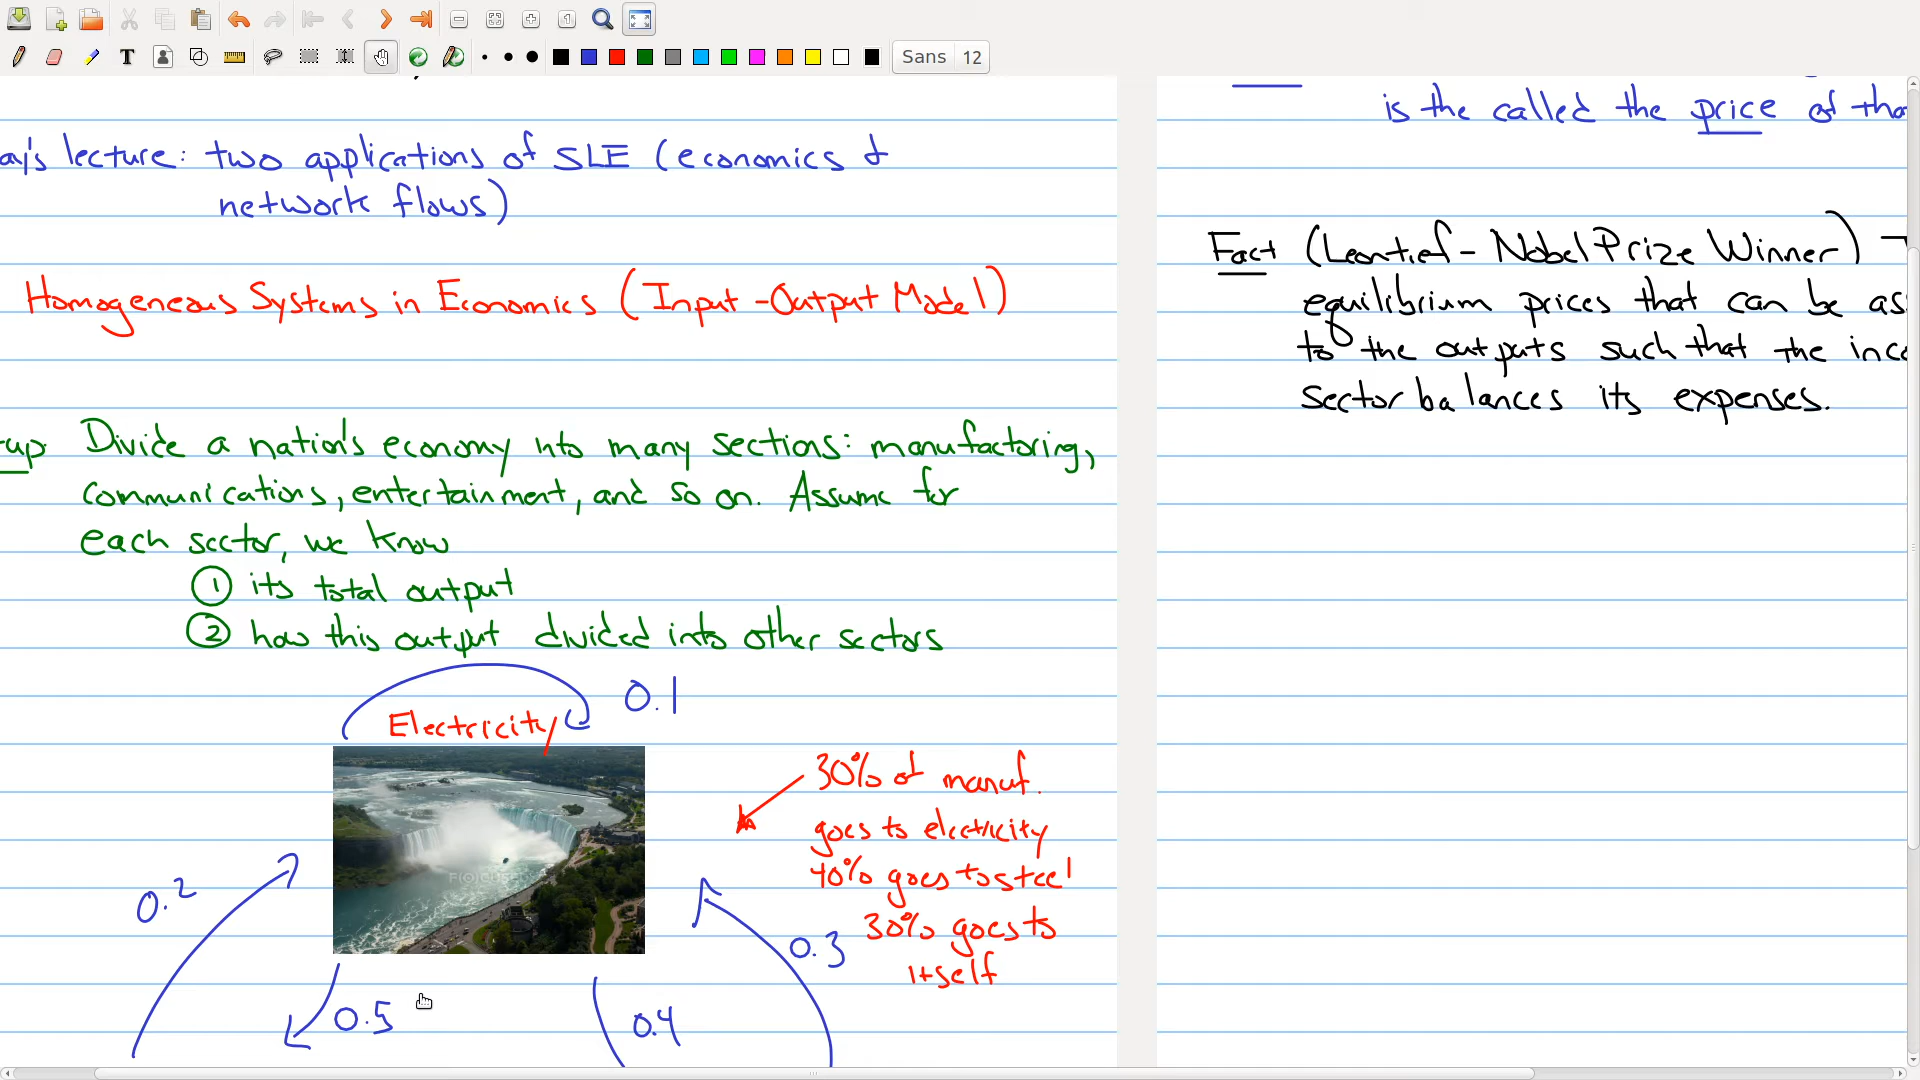 Sans 12
ay's lecture: two applications of SLE (economics &
network flows)
Homogeneous Systems in Economics (Input-Output Model)
-up Divide a nation's economy into many sections: manufactoring,
communications, entertainment, and so on. Assume for
each sector, we know
① its total output
② how this output divided into other sectors
0.1
Electricity
30% of manuf.
goes to electricity
40% goes to steel
30% goes to
itself
0.2
0.3
0.5
0.4
is the called the price of tha
Fact (Leontief - Nobel Prize Winner)
equilibrium prices that can be as
to the outputs such that the inco
sector balances its expenses.